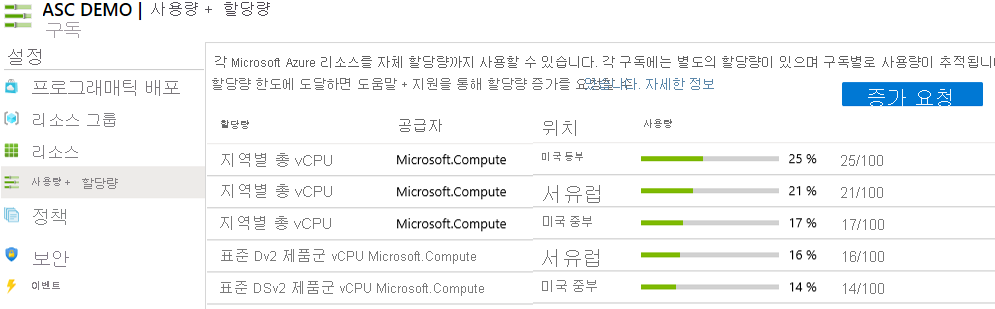 ASC DEMO | 사용량 + 할당량
구독
설정
프로그래매틱 배포
리소스 그룹
리소스
사용량 + 할당량
정책
보안
이벤트
각 Microsoft Azure 리소스를 자체 할당량까지 사용할 수 있습니다. 각 구독에는 별도의 할당량이 있으며 구독별로 사용량이 추적됩니
할당량 한도에 도달하면 도움말 + 지원을 통해 할당량 증가를 자세한 정보
증가 요청
할당량 공급자 위치 사용량
지역별 총 vCPU Microsoft.Compute 미국 동부 25 % 25/100
지역별 총 vCPU Microsoft.Compute 서유럽 21 % 21/100
지역별 총 vCPU Microsoft.Compute 미국 중부 17 % 17/100
표준 Dv2 제품군 vCPU Microsoft.Compute 서유럽 16 % 16/100
표준 DSv2 제품군 vCPU Microsoft.Compute 미국 중부 14 % 14/100